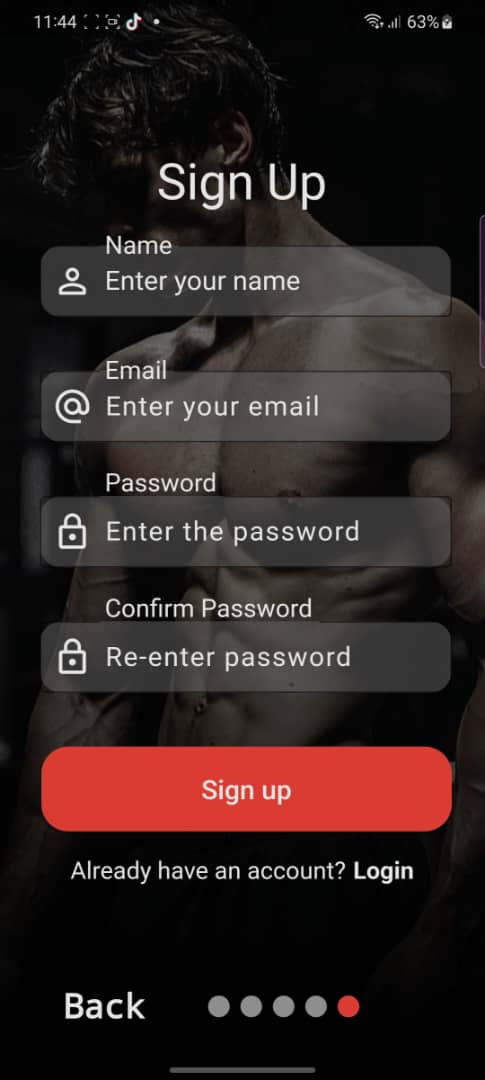 11:44
63%
Sign Up
Name
Enter your name
Email
Enter your email
Password
Enter the password
Confirm Password
Re-enter password
Sign up
Already have an account? Login
Back